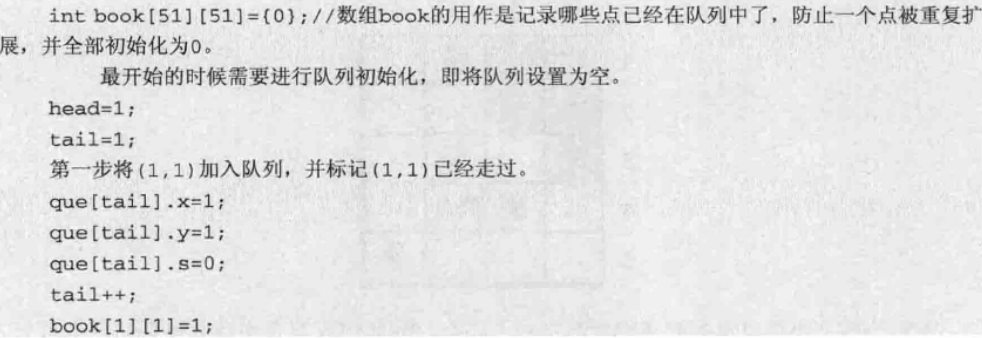 int book[51][51]={0};//数组book的用作是记录哪些点已经在队列中了，防止一个点被重复扩
展，并全部初始化为0。
最开始的时候需要进行队列初始化，即将队列设置为空。
head=1;
tail=1;
第一步将(1,1)加入队列，并标记(1,1)已经走过。
que[tail].x=1;
que[tail].y=1;
que[tail].s=0;
tail++;
book[1][1]=1;